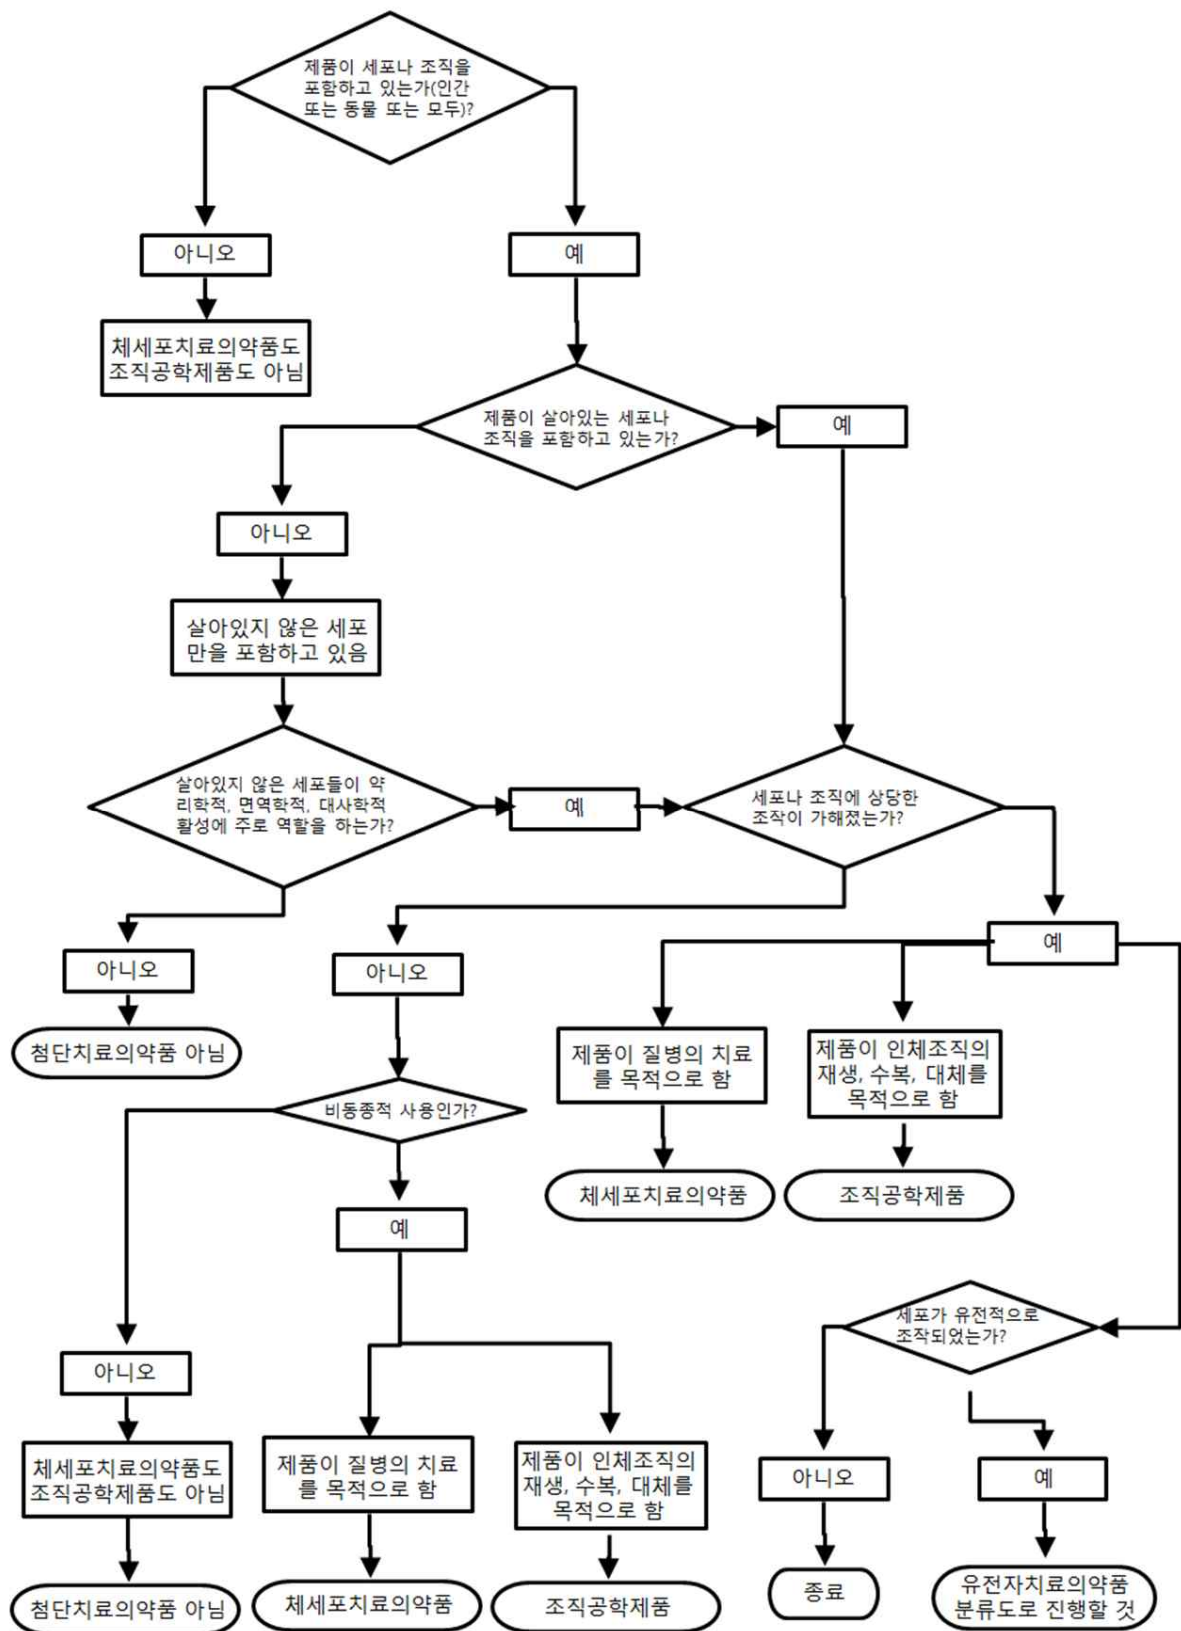 제품이 세포나 조직을
포함하고 있는가(인간
또는 동물 또는 모두)?
아니오
예
체세포치료의약품도
조직공학제품도 아님
제품이 살아있는 세포나
조직을 포함하고 있는가?
예
아니오
살아있지 않은 세포
만을 포함하고 있음
살아있지 않은 세포들이 약
리학적, 면역학적, 대사학적
활성에 주로 역할을 하는가?
예
세포나 조직에 상당한
조작이 가해졌는가?
아니오
첨단치료의약품 아님
아니오
예
제품이 질병의 치료
를 목적으로 함
제품이 인체조직의
재생, 수복, 대체를
목적으로 함
비동종적 사용인가?
체세포치료의약품
조직공학제품
예
세포가 유전적으로
조작되었는가?
아니오
체세포치료의약품도
조직공학제품도 아님
제품이 질병의 치료
를 목적으로 함
제품이 인체조직의
재생, 수복, 대체를
목적으로 함
아니오
예
첨단치료의약품 아님
체세포치료의약품
조직공학제품
종료
유전자치료의약품
분류도로 진행할 것